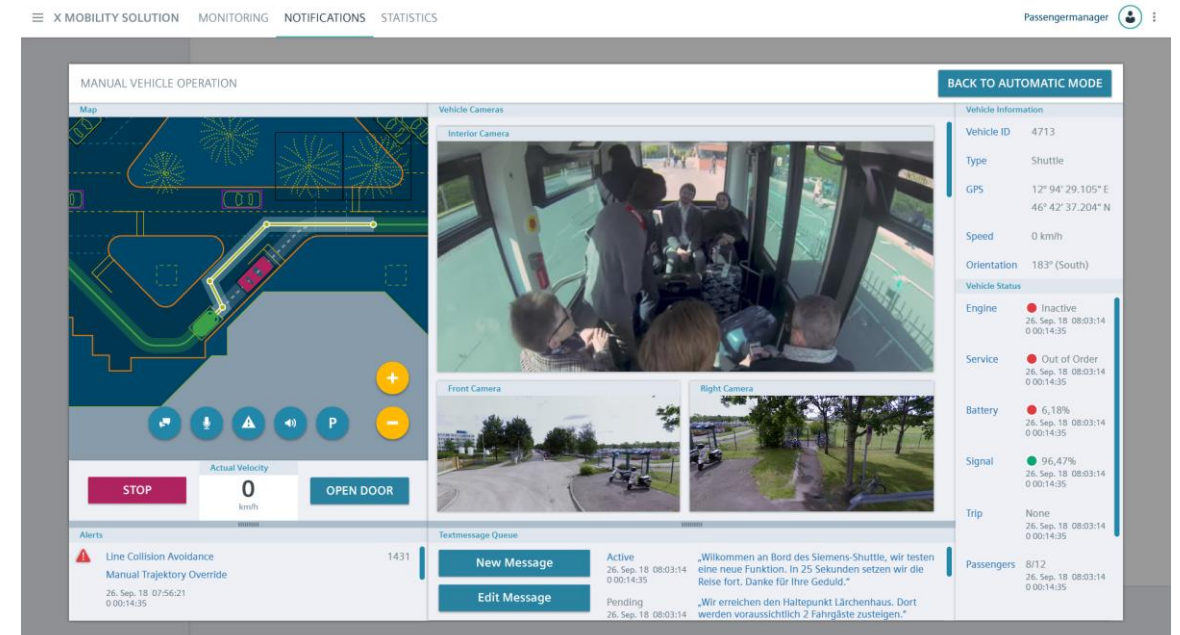 X MOBILITY SOLUTION MONITORING NOTIFICATIONS STATISTICS Passengermanager
MANUAL VEHICLE OPERATION
BACK TO AUTOMATIC MODE
Map
P
STOP
Actual Velocity
0
km/h
OPEN DOOR
Alerts
Line Collision Avoidance 1431
Manual Trajektory Override
26. Sep. 18 07:56:21
0 00:14:35
Vehicle Cameras
Interior Camera
Front Camera
Right Camera
Textmessage Queue
New Message
Edit Message
Active
26. Sep. 18 08:03:14
0 00:14:35
„Wilkommen an Bord des Siemens-Shuttle, wir testen
eine neue Funktion. In 25 Sekunden setzen wir die
Reise fort. Danke für Ihre Geduld.“
Pending
26. Sep. 18 08:03:14
„Wir erreichen den Haltepunkt Lärchenhaus. Dort
werden voraussichtlich 2 Fahrgäste zusteigen.“
Vehicle Information
Vehicle ID 4713
Type Shuttle
GPS 12° 94' 29.105" E
46° 42' 37.204" N
Speed 0 km/h
Orientation 183° (South)
Vehicle Status
Engine Inactive
26. Sep. 18 08:03:14
0 00:14:35
Service Out of Order
26. Sep. 18 08:03:14
0 00:14:35
Battery 6,18%
26. Sep. 18 08:03:14
0 00:14:35
Signal 96,47%
26. Sep. 18 08:03:14
0 00:14:35
Trip None
26. Sep. 18 08:03:14
0 00:14:35
Passengers 8/12
26. Sep. 18 08:03:14
0 00:14:35